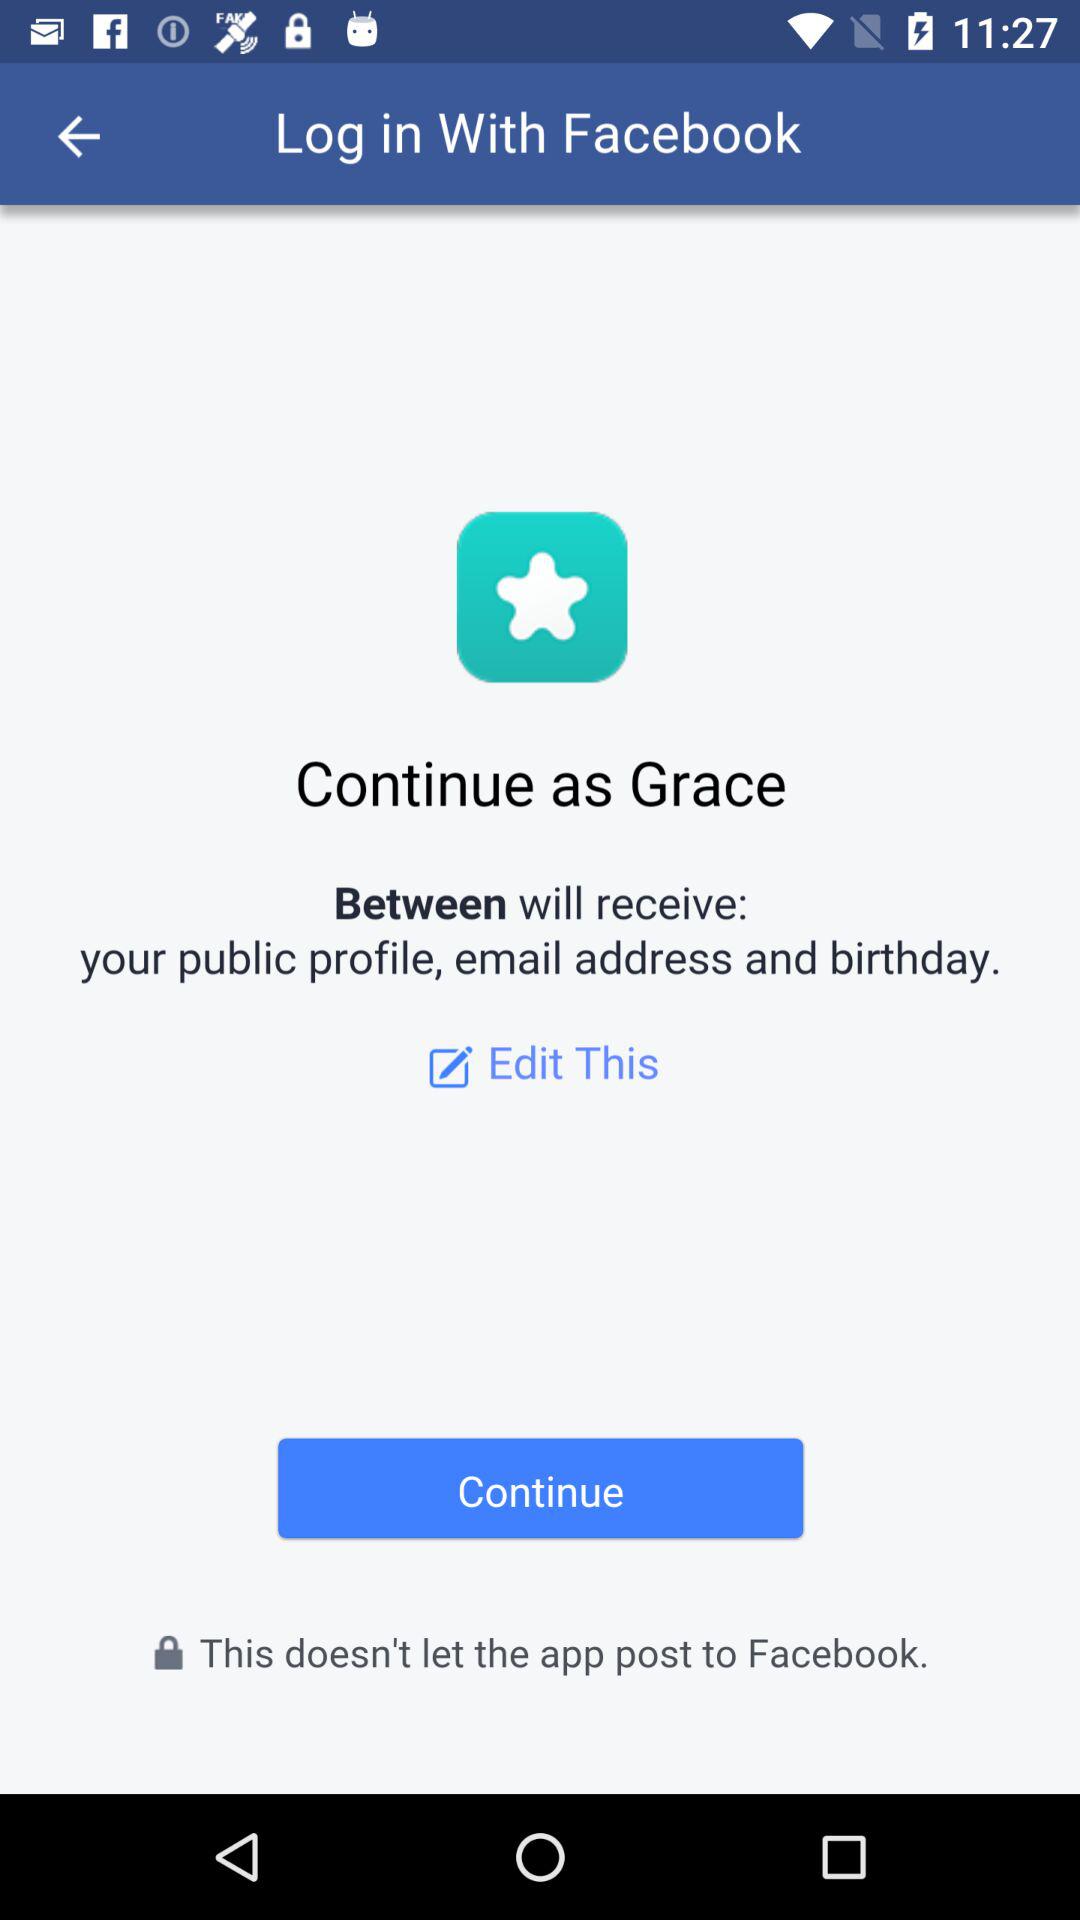 FAKE
11:27
Log in With Facebook
Continue as Grace
Between will receive:
your public profile, email address and birthday.
Edit This
Continue
This doesn't let the app post to Facebook.